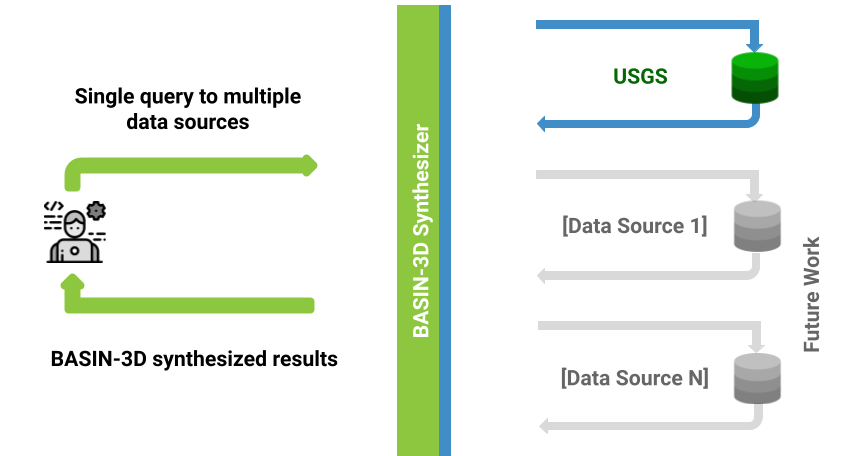 Single query to multiple
data sources
BASIN-3D synthesized results
BASIN-3D Synthesizer
USGS
[Data Source 1]
[Data Source N]
Future Work